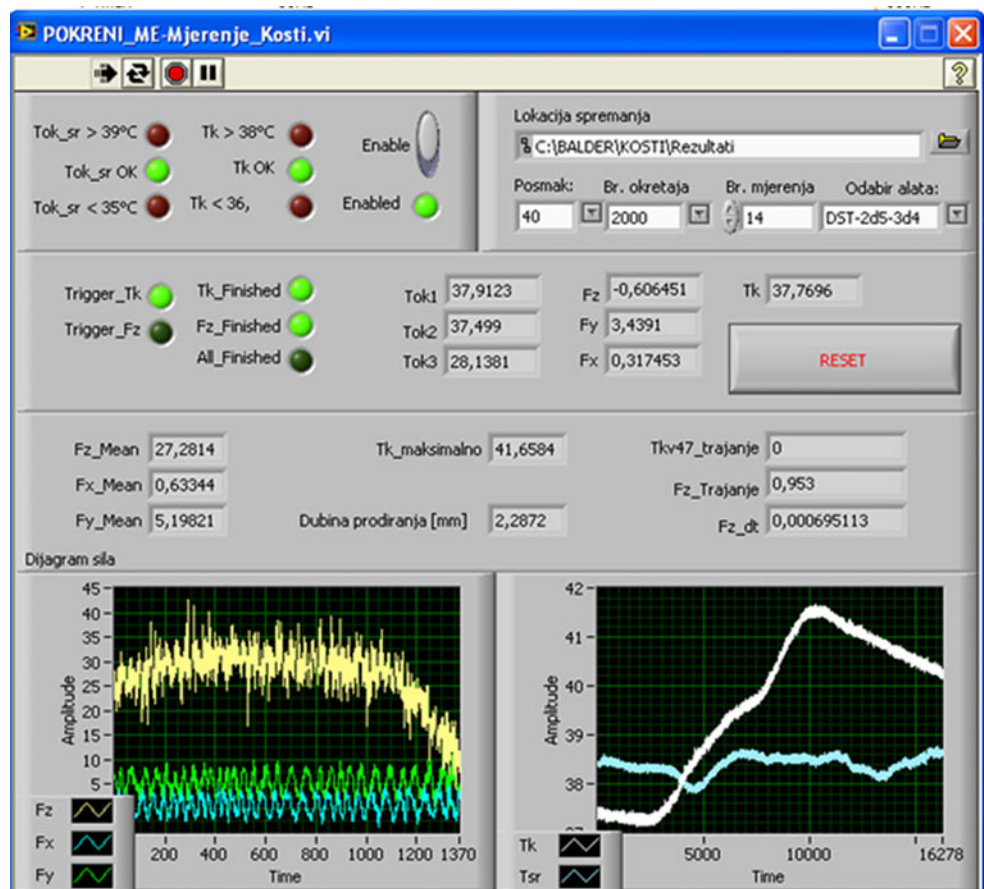 POKRENI_ME-Mjerenje_Kosti.vi
Tok_sr > 39ºC
Tk > 38ºC
Enable
Tok_sr OK
Tk OK
Tok_sr < 35ºC
Tk < 36,
Enabled
Lokacija spremanja
C:\BALDER\KOSTI\Rezultati
Posmak: Br. okretaja Br. mjerenja Odabir alata:
40 2000 14 DST-2d5-3d4
Trigger_Tk
Tk_Finished
Trigger_Fz
Fz_Finished
All_Finished
Tok1 37,9123
Tok2 37,499
Tok3 28,1381
Fz -0,606451
Fy 3,4391
Fx 0,317453
Tk 37,7696
RESET
Fz_Mean 27,2814
Fx_Mean 0,63344
Fy_Mean 5,19821
Tk_maksimalno 41,6584
Dubina prodiranja [mm] 2,2872
Tkv47_trajanje 0
Fz_Trajanje 0,953
Fz_dt 0,000695113
Dijagram sila
Amplitude
45
40
35
30
25
20
15
10
5
200 400 600 800 1000 1200 1370
Time
Fz
Fx
Fy
Amplitude
42
41
40
39
38
5000 10000 16278
Time
Tk
Tsr